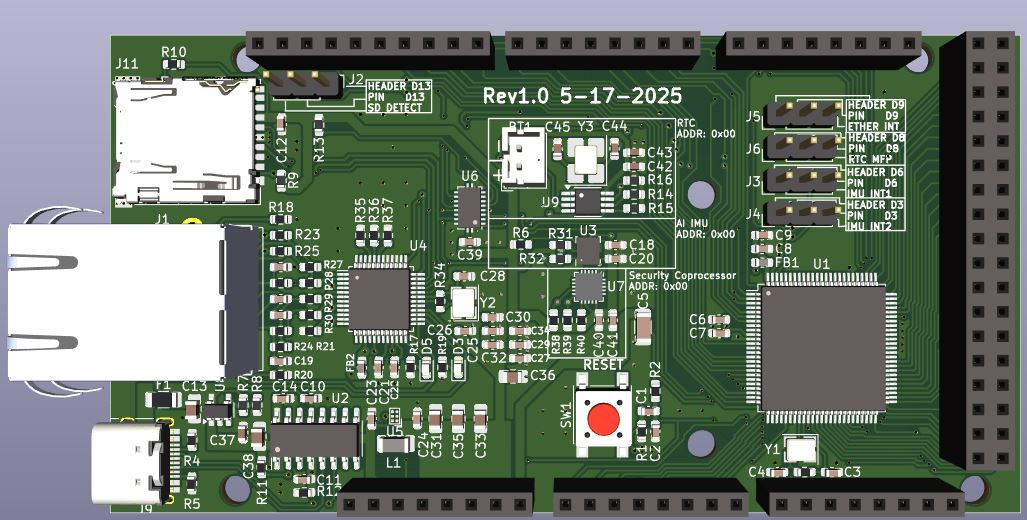 R10
J11
J2
HEADER D13
PIN D13
SD_DETECT
Rev1.0 5-17-2025
C12
R13
R9
C45 Y3 C44
RTC
ADDR: 0x00
C43
C42
R16
R14
R15
J9
U6
C39
J5
HEADER D9
PIN D9
ETHER INT
J6
HEADER D8
PIN D8
RTC MFP
J3
HEADER D6
PIN D6
IMU INT1
J4
HEADER D3
PIN D3
IMU INT2
J1
R18
R23
R25
R35
R36
R37
U4
R6
R31
U3
R32
C18
C20
AI IMU
ADDR: 0x00
C9
C8
FB1
U1
R27
R28
R29
R30
R24 R21
C19
R20
R34
C28
Y2
Security Coprocessor
ADDR: 0x00
U7
C5
C6
C7
C26
C25
C30
C32
C34
C29
C27
C36
R38
R39
R40
C40
C41
FB2
C23
C21
C22
R17
D5
R19
D3
RESET
SW1
R2
C1
R1
C2
F1
C13
R7
R8
C14 C10
U2
C37
C38
R11
C11
R12
L1
C24
C31
C35
C33
R4
R5
J9
Y1
C4
C3